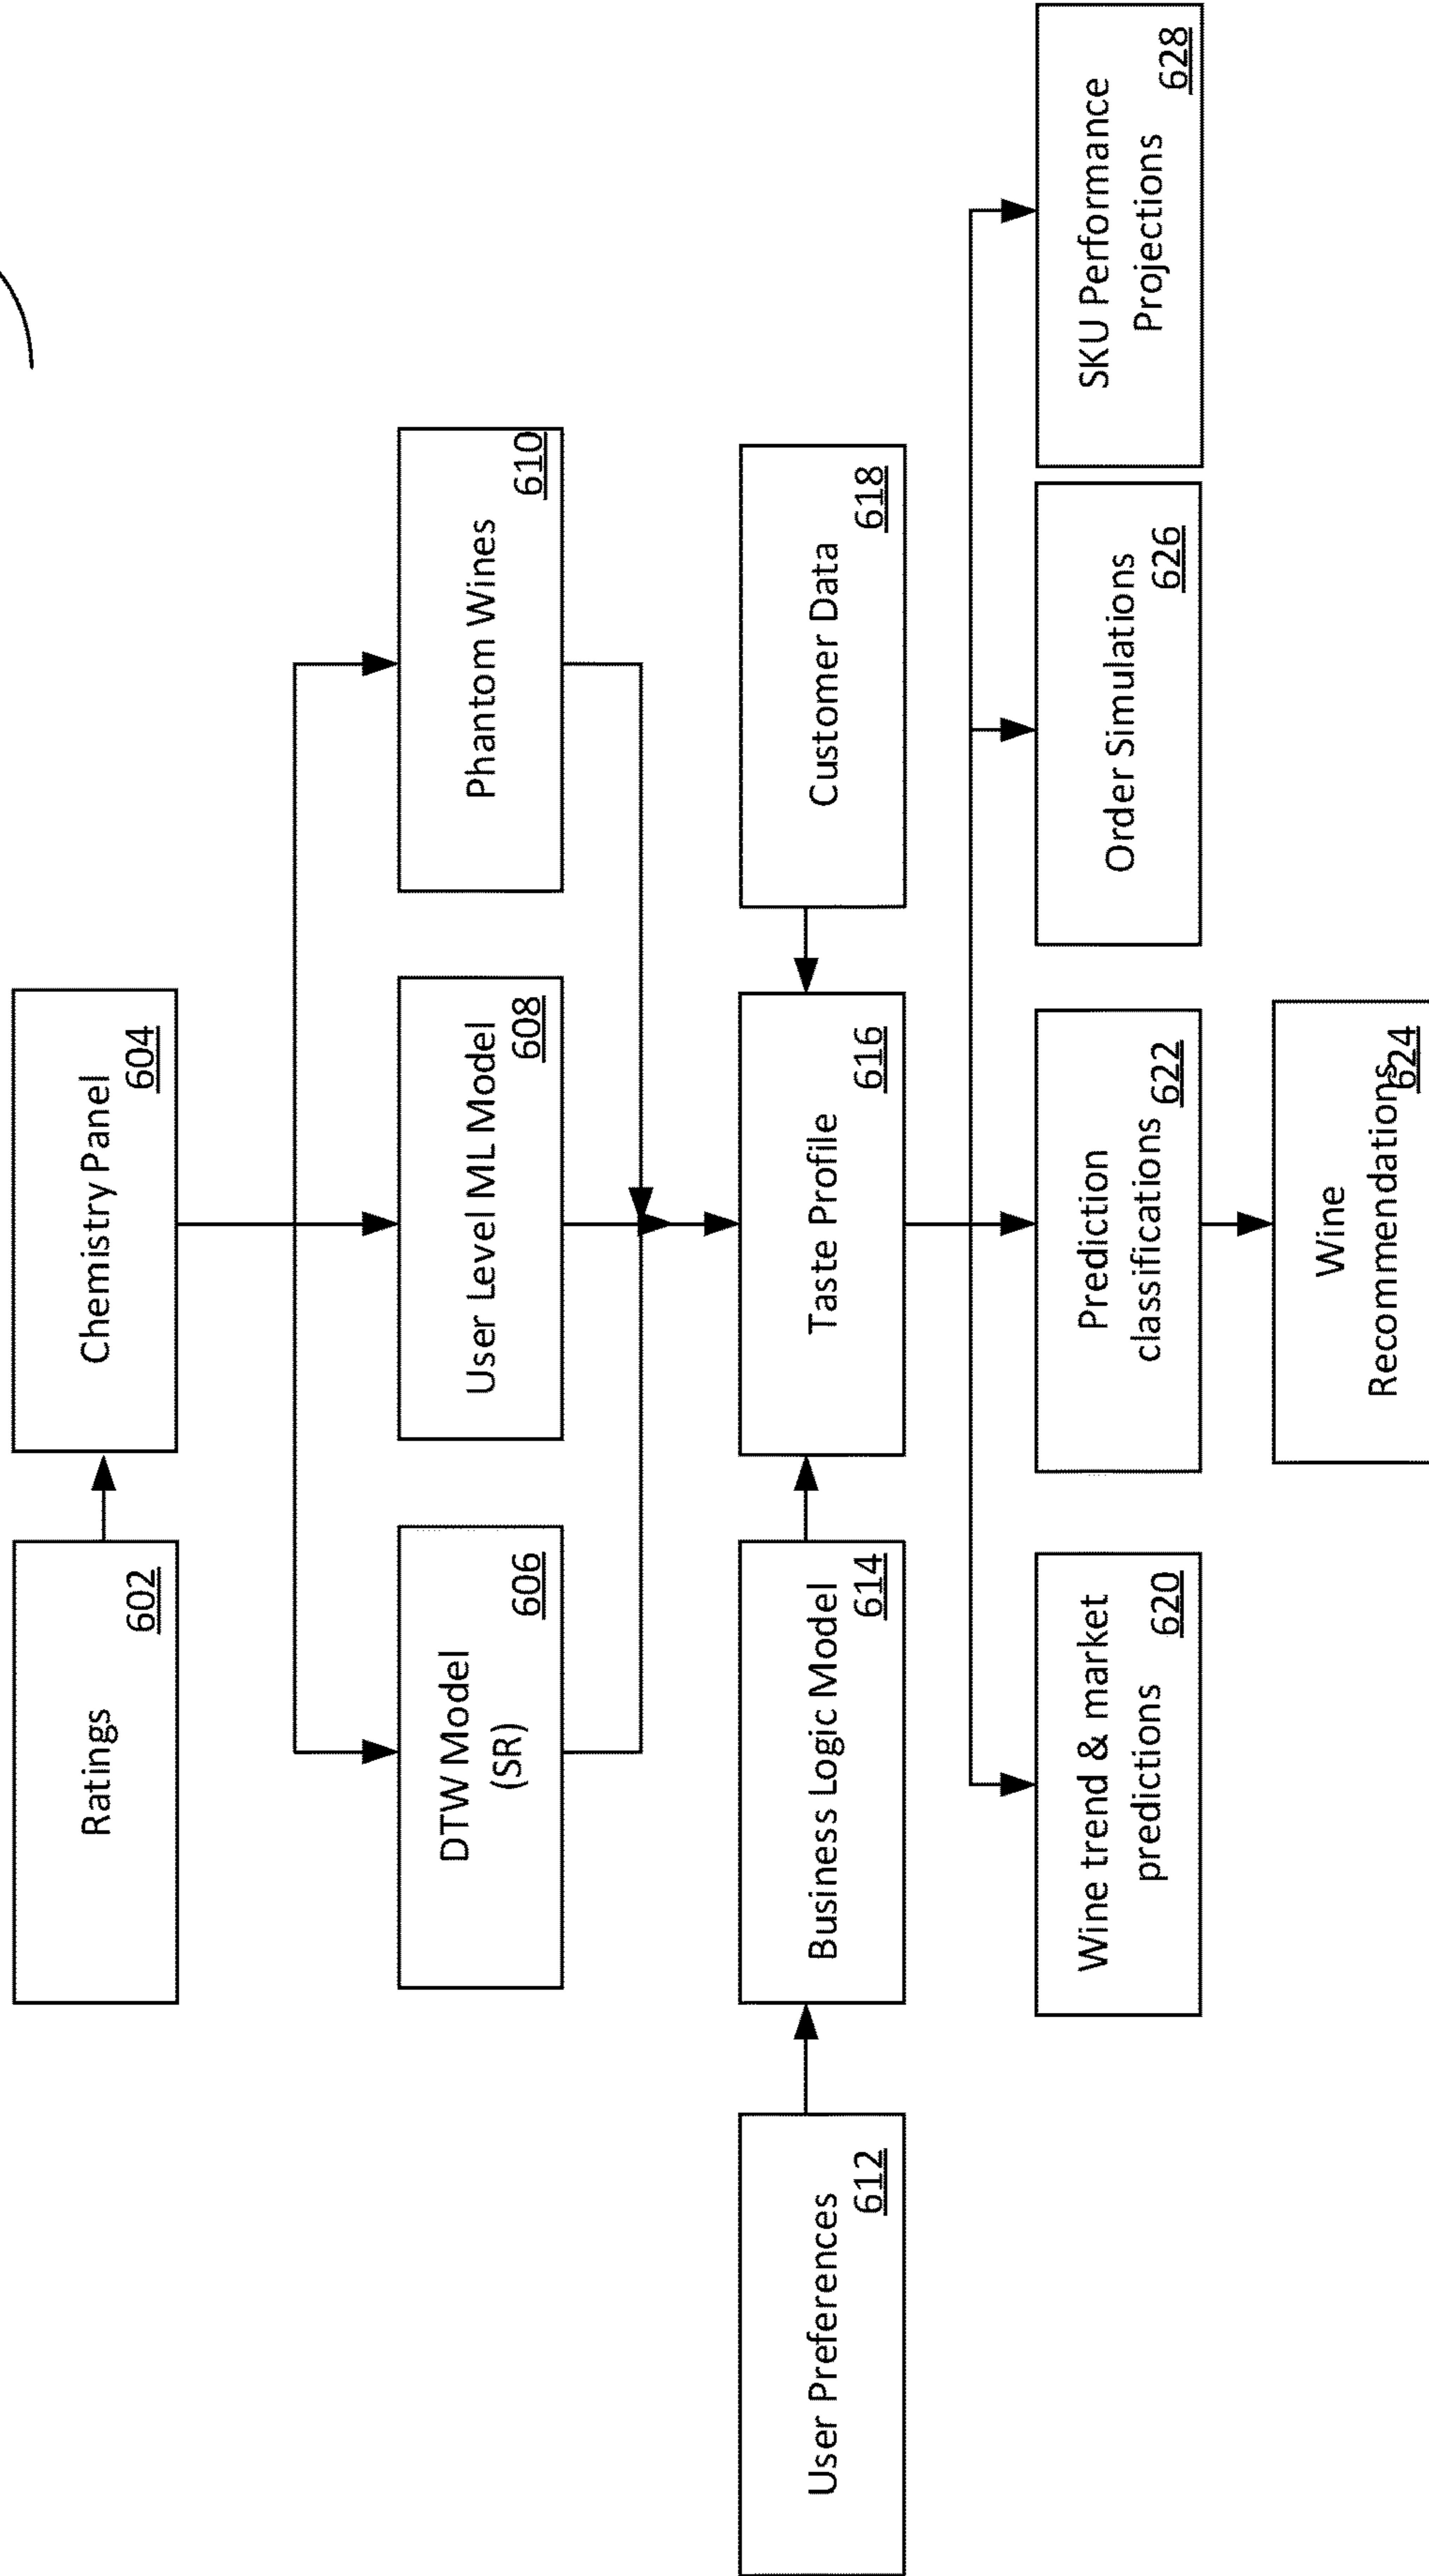 Ratings
602
Chemistry Panel
604
DTW Model
(SR)
606
User Level ML Model
608
Phantom Wines
610
User Preferences
612
Business Logic Model
614
Taste Profile
616
Customer Data
618
Wine trend & market
predictions
620
Prediction
classifications
622
Order Simulations
626
SKU Performance
Projections
628
Wine
Recommendations
624